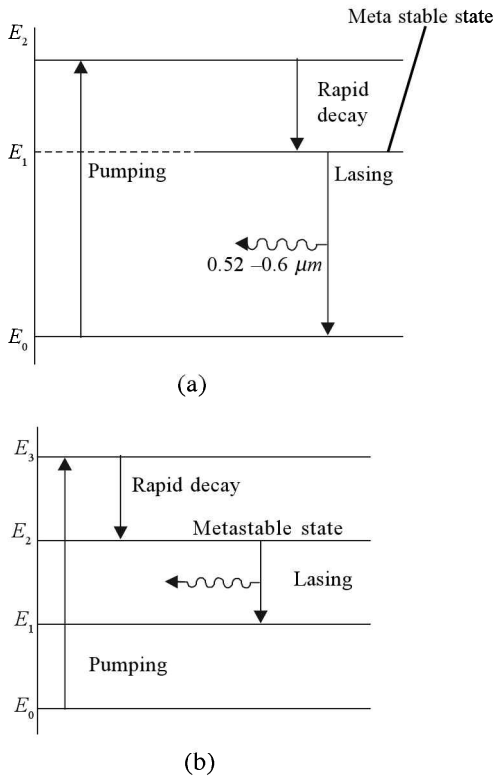 Meta stable state
E2
Rapid
decay
E1
Pumping
Lasing
0.52 –0.6 μm
E0
(a)
E3
Rapid decay
Metastable state
E2
Lasing
E1
Pumping
E0
(b)